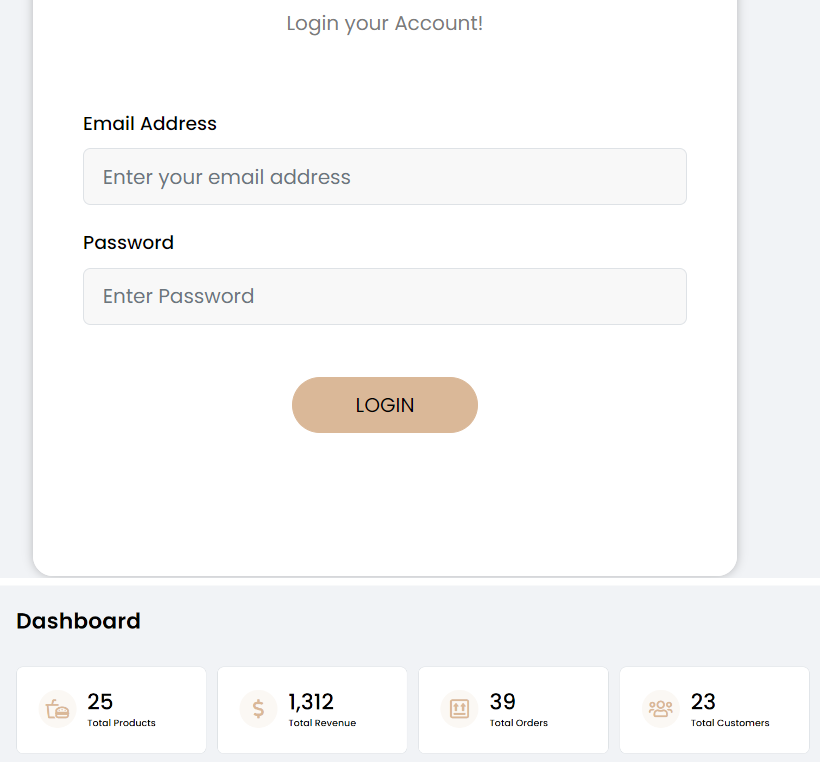 Login your Account!
Email Address
Enter your email address
Password
Enter Password
LOGIN
Dashboard
25
Total Products
1,312
Total Revenue
39
Total Orders
23
Total Customers